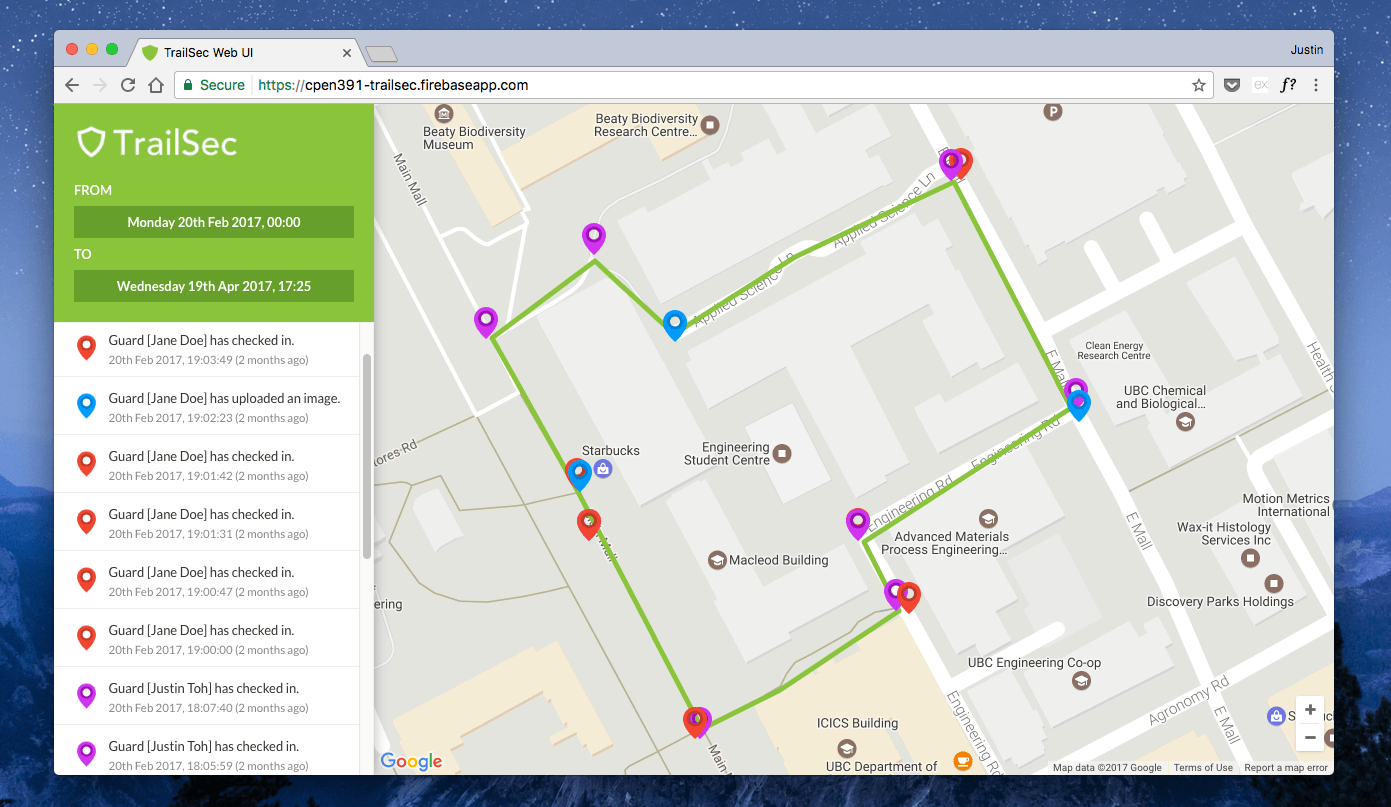 TrailSec Web UI
Justin
Secure
https://cpen391-trailsec.firebaseapp.com
ex
f?
TrailSec
FROM
Monday 20th Feb 2017, 00:00
TO
Wednesday 19th Apr 2017, 17:25
Guard [Jane Doe] has checked in.
20th Feb 2017, 19:03:49 (2 months ago)
Guard [Jane Doe] has uploaded an image.
20th Feb 2017, 19:02:23 (2 months ago)
Guard [Jane Doe] has checked in.
20th Feb 2017, 19:01:42 (2 months ago)
Guard [Jane Doe] has checked in.
20th Feb 2017, 19:01:31 (2 months ago)
Guard [Jane Doe] has checked in.
20th Feb 2017, 19:00:47 (2 months ago)
Guard [Jane Doe] has checked in.
20th Feb 2017, 19:00:00 (2 months ago)
Guard [Justin Toh] has checked in.
20th Feb 2017, 18:07:40 (2 months ago)
Guard [Justin Toh] has checked in.
20th Feb 2017, 18:05:59 (2 months ago)
Beaty Biodiversity
Museum
Beaty Biodiversity
Research Centre...
P
Main Mall
Applied Science Ln
Applied Science Ln
Clean Energy
Research Centre
E Mall
Health
UBC Chemical
and Biological...
Starbucks
Engineering
Student Centre
Engineering Rd
Engineering Rd
ores Rd
Motion Metrics
International
Wax-it Histology
Services Inc
E Mall
Advanced Materials
Process Engineering...
Macleod Building
Mall
ering
Discovery Parks Holdings
UBC Engineering Co-op
Agronomy Rd
E Mall
Engineering Rd
ICICS Building
Main
UBC Department of
+
−
Google
Map data ©2017 Google
Terms of Use
Report a map error